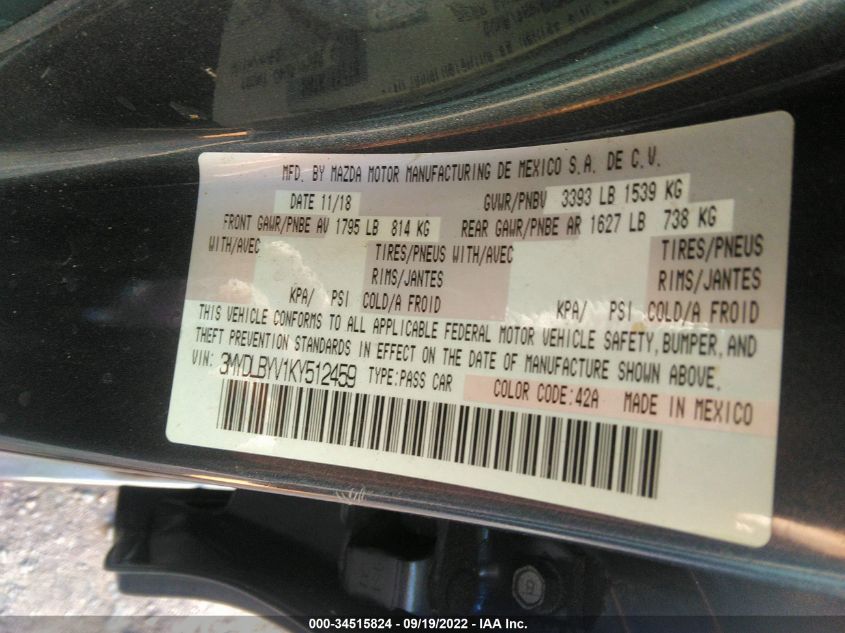 MFD. BY MAZDA MOTOR MANUFACTURING DE MEXICO S.A. DE C.V.
DATE 11/18 GVWR/PNBV 3393 LB 1539 KG
FRONT GAWR/PNBE AV 1795 LB 814 KG REAR GAWR/PNBE AR 1627 LB 738 KG
WITH/AVEC TIRES/PNEUS WITH/AVEC TIRES/PNEUS
RIMS/JANTES RIMS/JANTES
KPA/ PSI COLD/A FROID KPA/ PSI COLD/A FROID
THIS VEHICLE CONFORMS TO ALL APPLICABLE FEDERAL MOTOR VEHICLE SAFETY, BUMPER, AND
THEFT PREVENTION STANDARDS IN EFFECT ON THE DATE OF MANUFACTURE SHOWN ABOVE.
VIN: 3MYDLBYV1KY512459 TYPE:PASS CAR COLOR CODE:42A MADE IN MEXICO
000-34515824 - 09/19/2022 - IAA Inc.